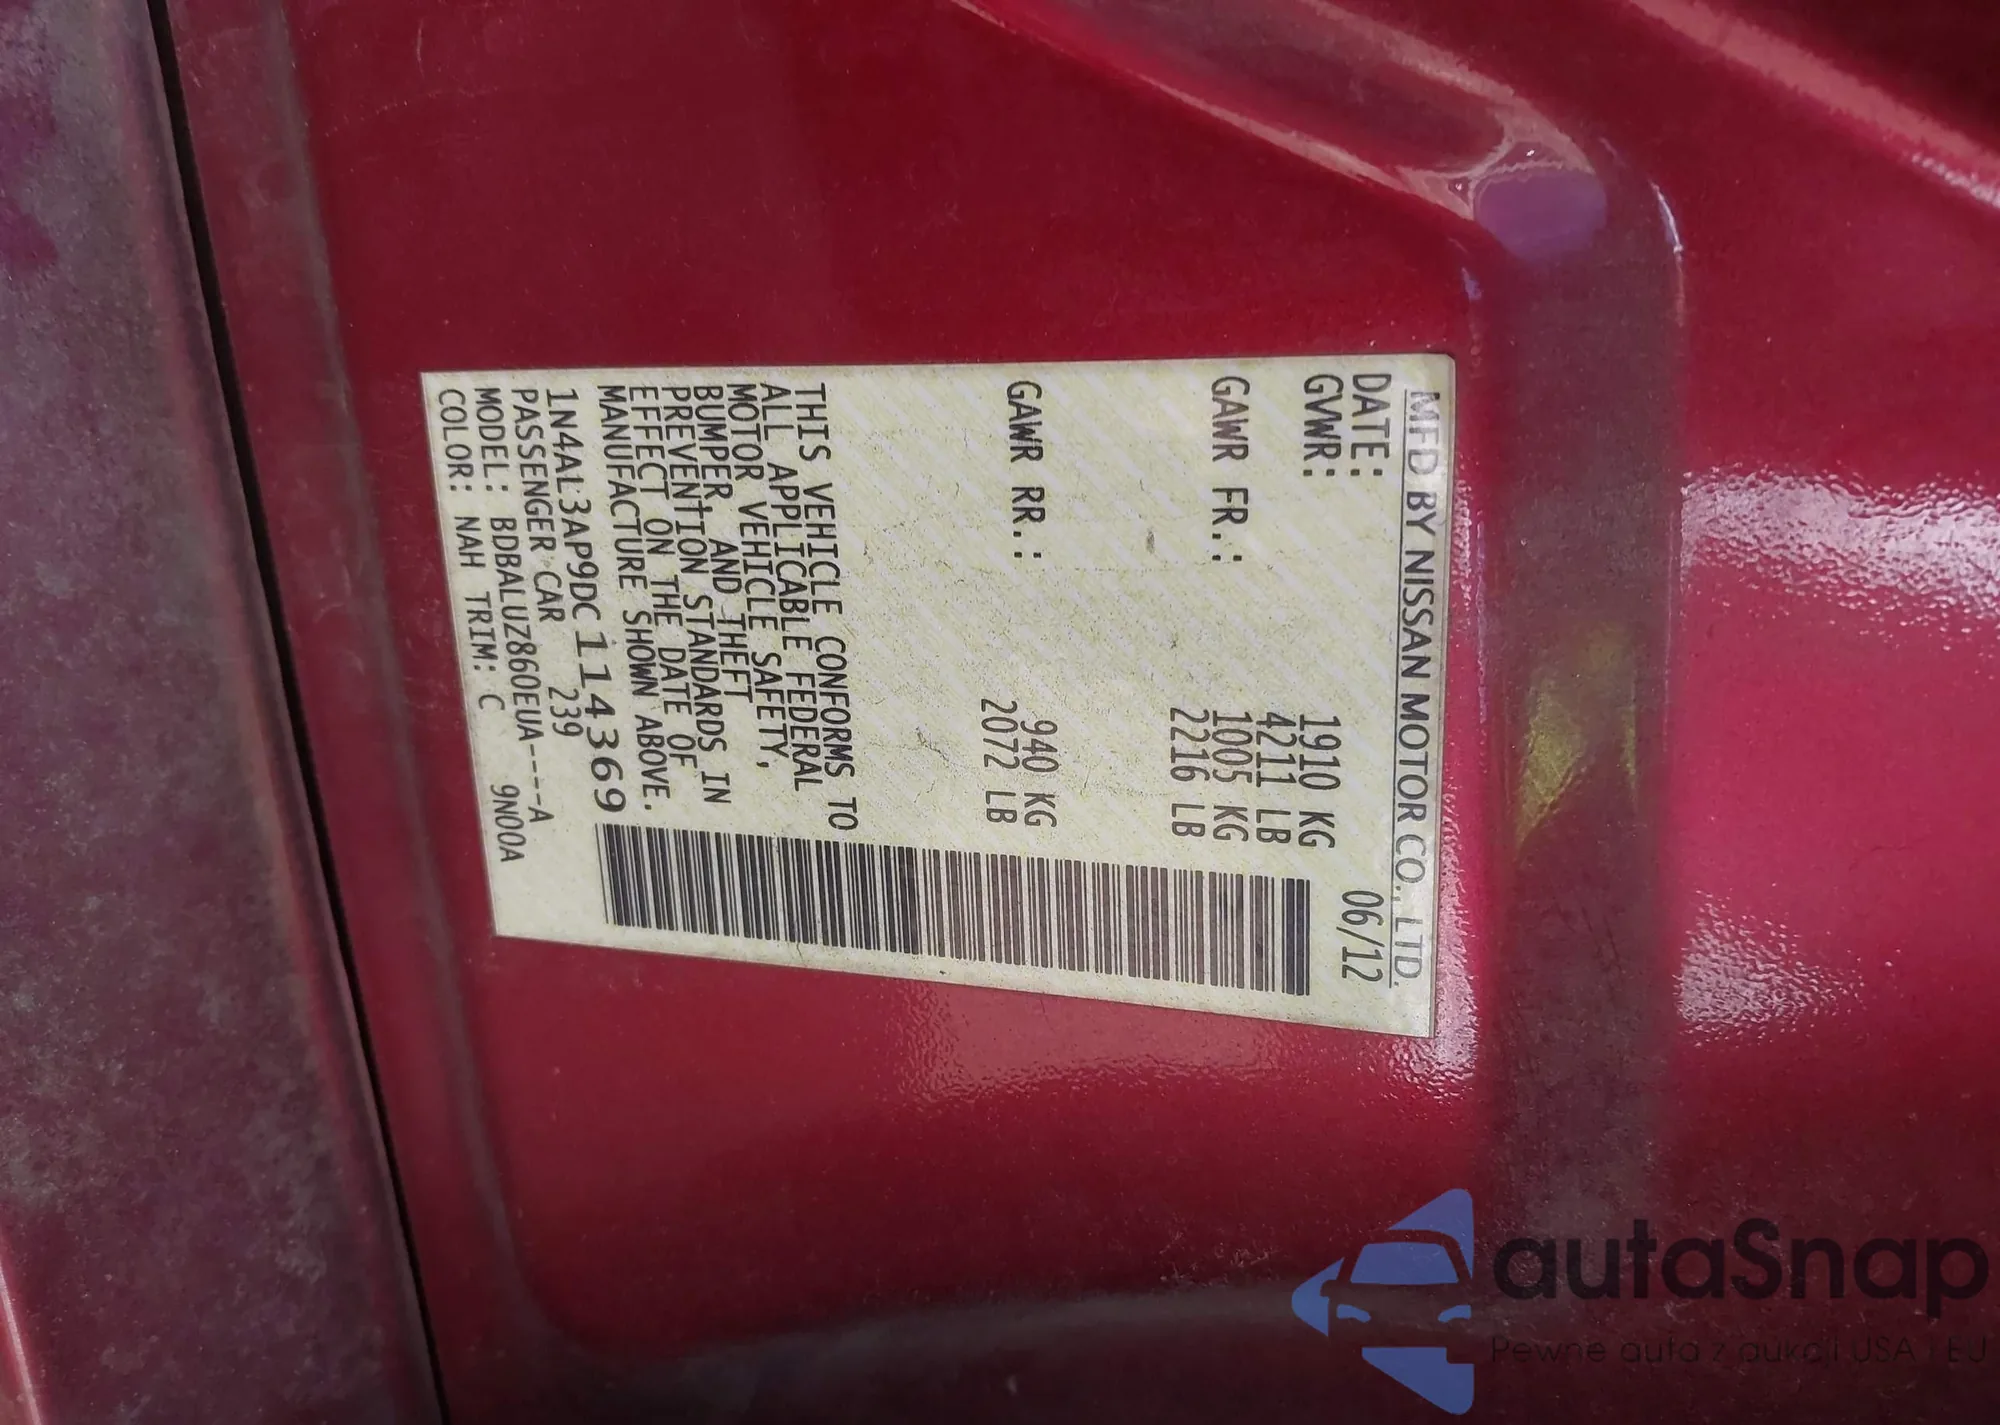 MFD BY NISSAN MOTOR CO., LTD.
DATE: 06/12
GVWR: 1910 KG
4211 LB
GAWR FR.: 1005 KG
2216 LB
GAWR RR.: 940 KG
2072 LB
THIS VEHICLE CONFORMS TO
ALL APPLICABLE FEDERAL
MOTOR VEHICLE SAFETY,
BUMPER, AND THEFT
PREVENTION STANDARDS IN
EFFECT ON THE DATE OF
MANUFACTURE SHOWN ABOVE.
1N4AL3AP9DC114369
PASSENGER CAR 239
MODEL: BDBALUZ860EUA----A
COLOR: NAH TRIM: C 9N00A
autaSnap
Pewne auta z aukcji USA i EU